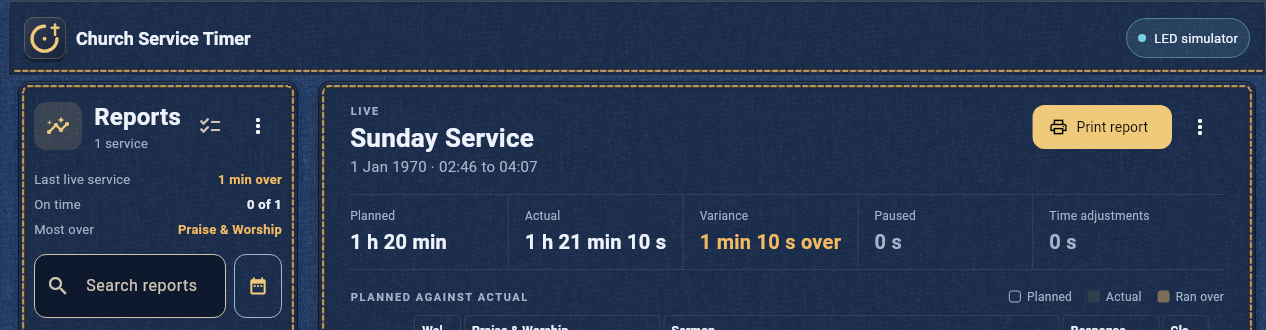 Church Service Timer
LED simulator
Reports
1 service
Last live service 1 min over
On time 0 of 1
Most over Praise & Worship
Search reports
LIVE
Sunday Service
1 Jan 1970 · 02:46 to 04:07
Print report
Planned Actual Variance Paused Time adjustments
1 h 20 min 1 h 21 min 10 s 1 min 10 s over 0 s 0 s
PLANNED AGAINST ACTUAL
Planned Actual Ran over
Praise & Worship Sermon Response